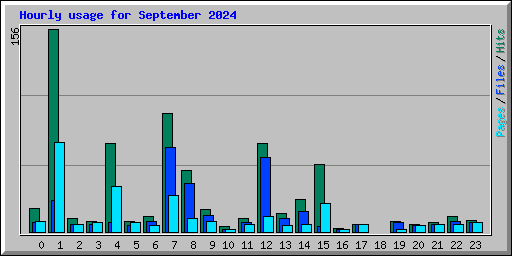 Hourly usage for September 2024
156
Pages / Files / Hits
0 1 2 3 4 5 6 7 8 9 10 11 12 13 14 15 16 17 18 19 20 21 22 23